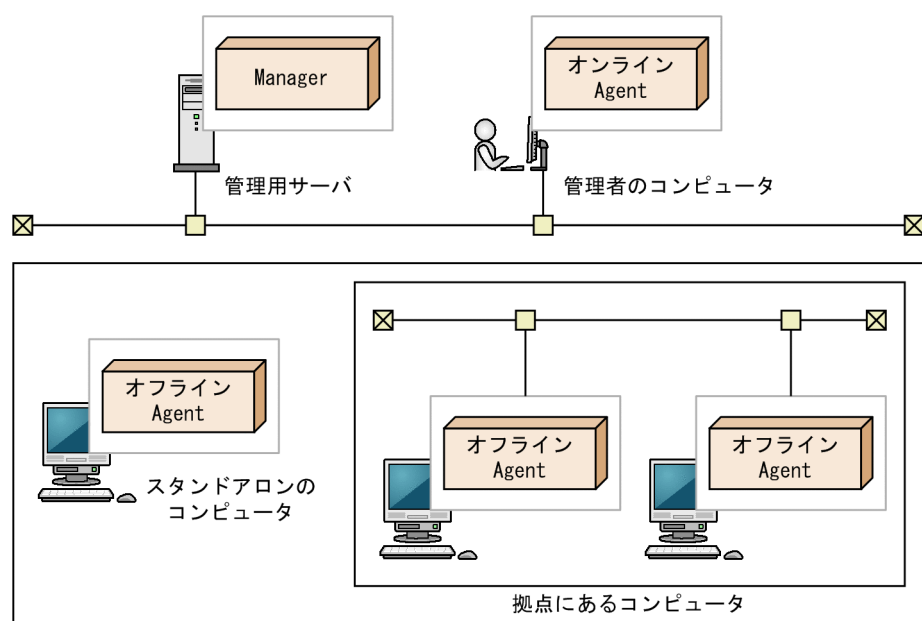 Manager
オンライン
Agent
管理用サーバ
管理者のコンピュータ
オフライン
Agent
スタンドアロンの
コンピュータ
オフライン
Agent
オフライン
Agent
拠点にあるコンピュータ